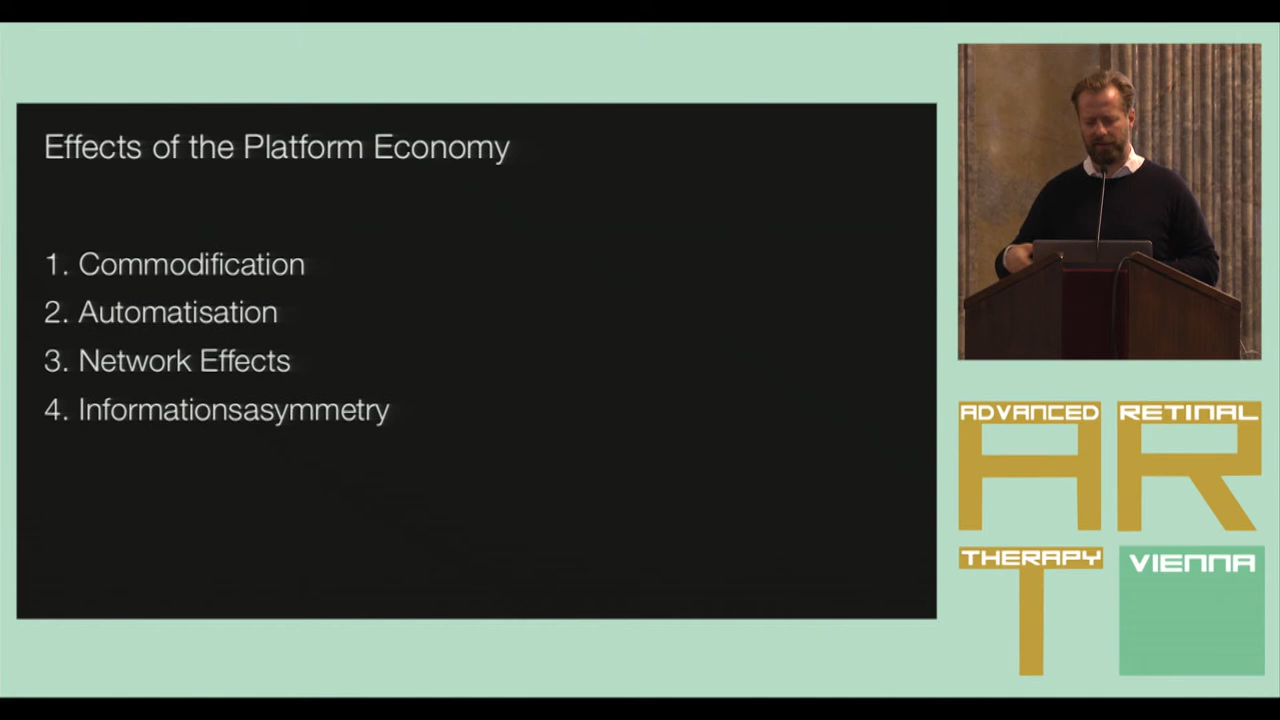 Effects of the Platform Economy
1. Commodification
2. Automatisation
3. Network Effects
4. Informationsasymmetry
ADVANCED RETINAL
A R
THERAPY VIENNA
T